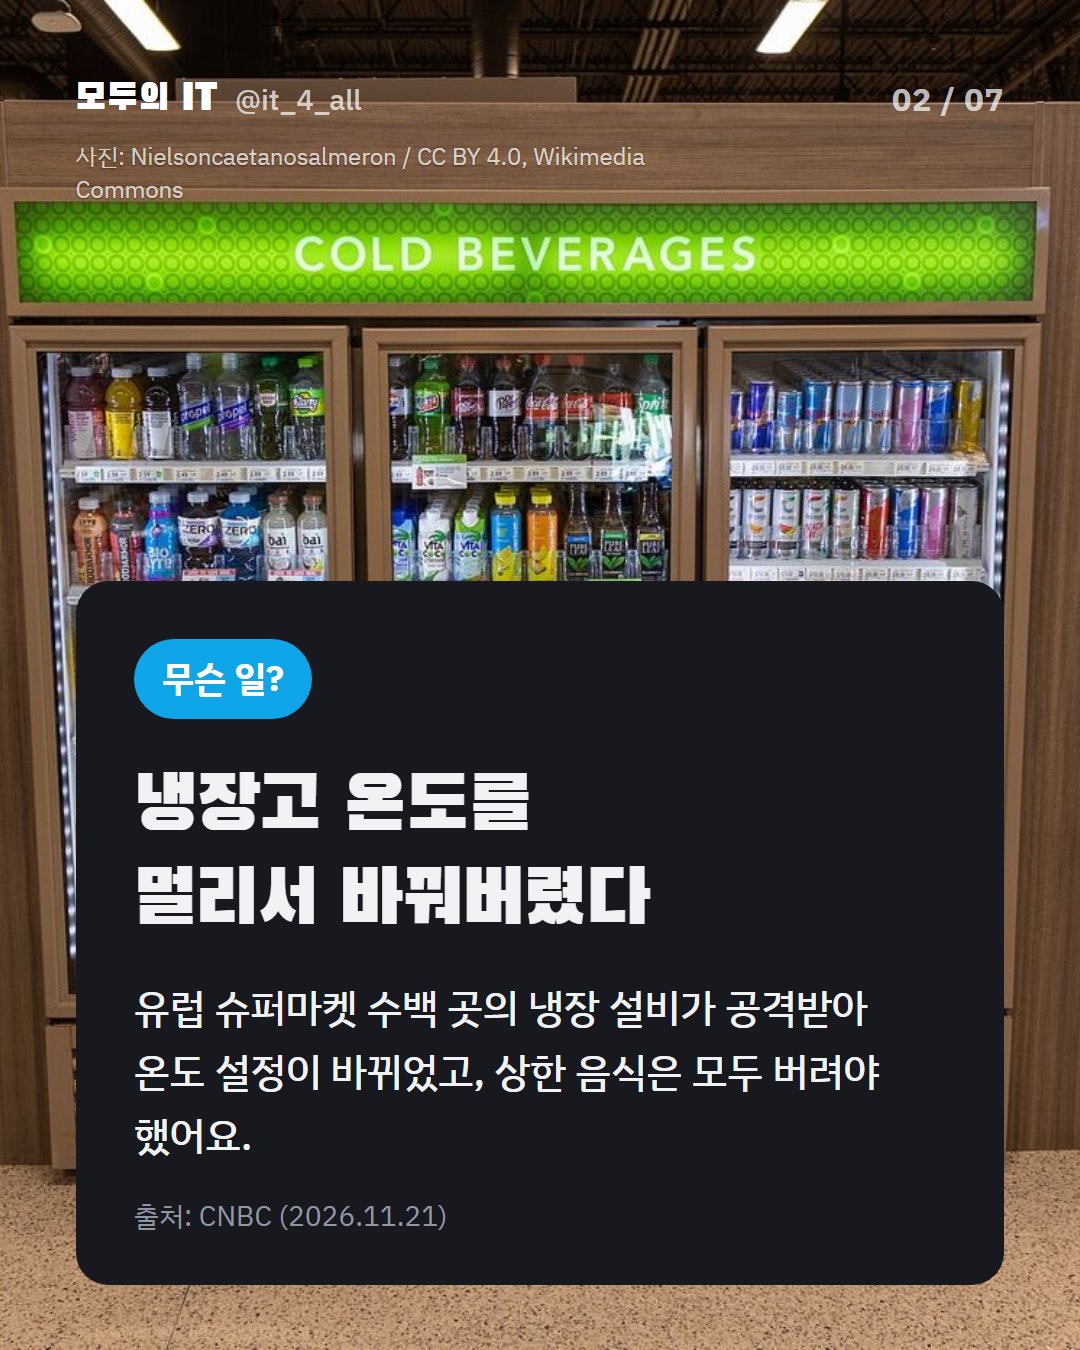 모두의 IT @it_4_all
02 / 07
사진: Nielsoncaetanosalmeron / CC BY 4.0, Wikimedia
Commons
COLD BEVERAGES
무슨 일?
냉장고 온도를
멀리서 바꿔버렸다
유럽 슈퍼마켓 수백 곳의 냉장 설비가 공격받아
온도 설정이 바뀌었고, 상한 음식은 모두 버려야
했어요.
출처: CNBC (2026.11.21)